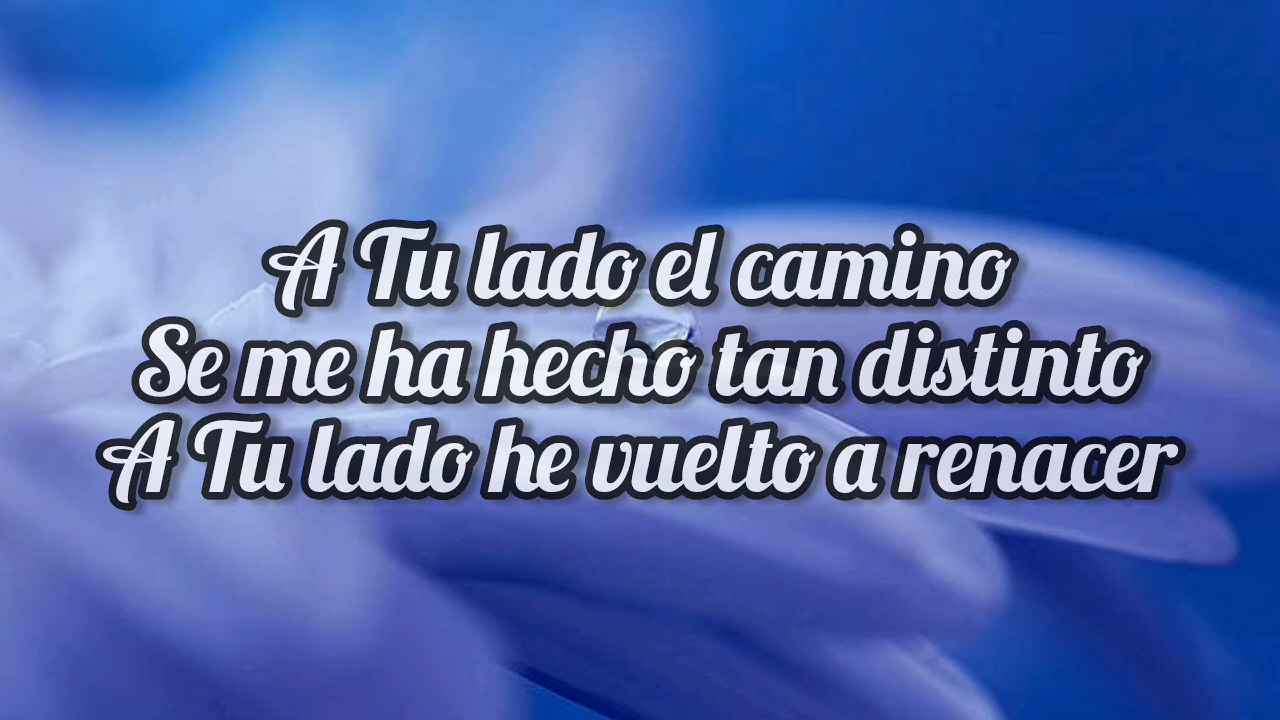 A Tu lado el camino
Se me ha hecho tan distinto
A Tu lado he vuelto a renacer